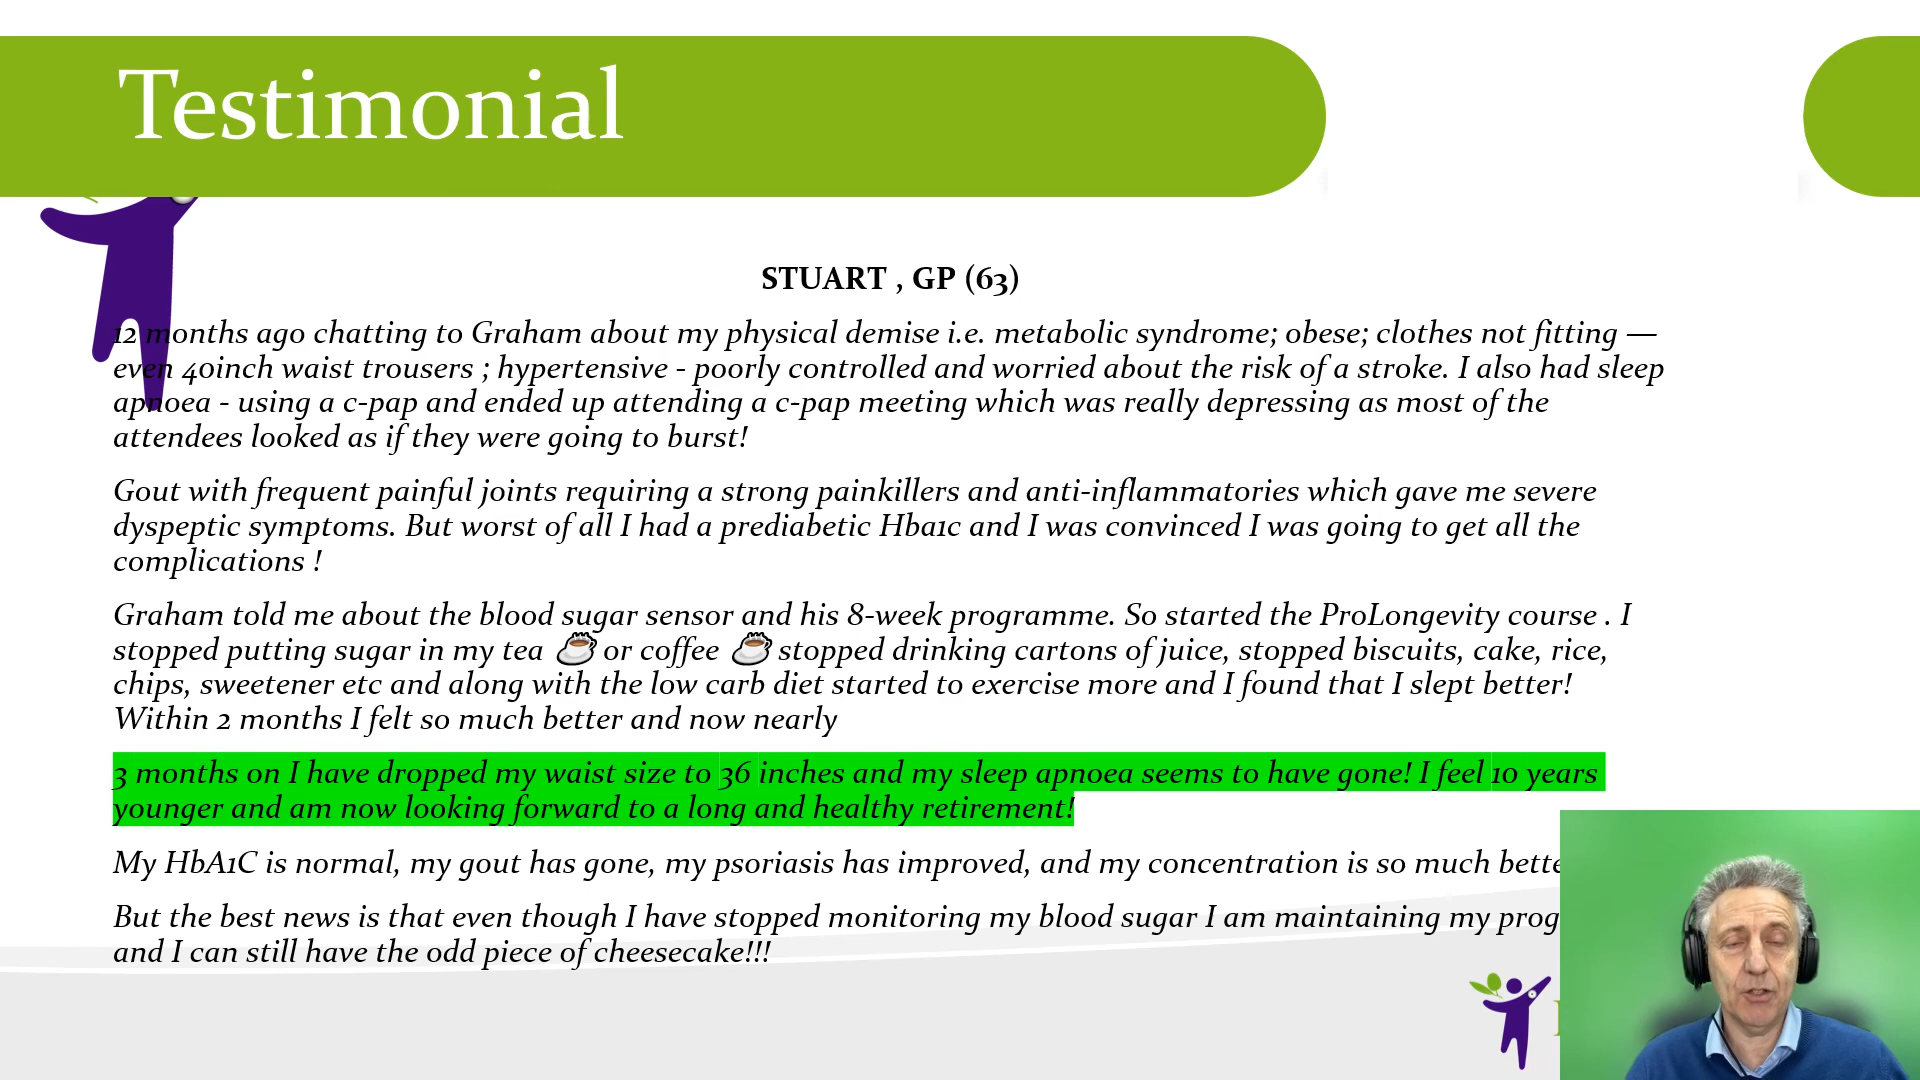 Testimonial
STUART , GP (63)
12 months ago chatting to Graham about my physical demise i.e. metabolic syndrome; obese; clothes not fitting —
even 40inch waist trousers ; hypertensive - poorly controlled and worried about the risk of a stroke. I also had sleep
apnoea - using a c-pap and ended up attending a c-pap meeting which was really depressing as most of the
attendees looked as if they were going to burst!
Gout with frequent painful joints requiring a strong painkillers and anti-inflammatories which gave me severe
dyspeptic symptoms. But worst of all I had a prediabetic Hba1c and I was convinced I was going to get all the
complications !
Graham told me about the blood sugar sensor and his 8-week programme. So started the ProLongevity course . I
stopped putting sugar in my tea ☕ or coffee ☕ stopped drinking cartons of juice, stopped biscuits, cake, rice,
chips, sweetener etc and along with the low carb diet started to exercise more and I found that I slept better!
Within 2 months I felt so much better and now nearly
3 months on I have dropped my waist size to 36 inches and my sleep apnoea seems to have gone! I feel 10 years
younger and am now looking forward to a long and healthy retirement!
My HbA1C is normal, my gout has gone, my psoriasis has improved, and my concentration is so much bette
But the best news is that even though I have stopped monitoring my blood sugar I am maintaining my prog
and I can still have the odd piece of cheesecake!!!